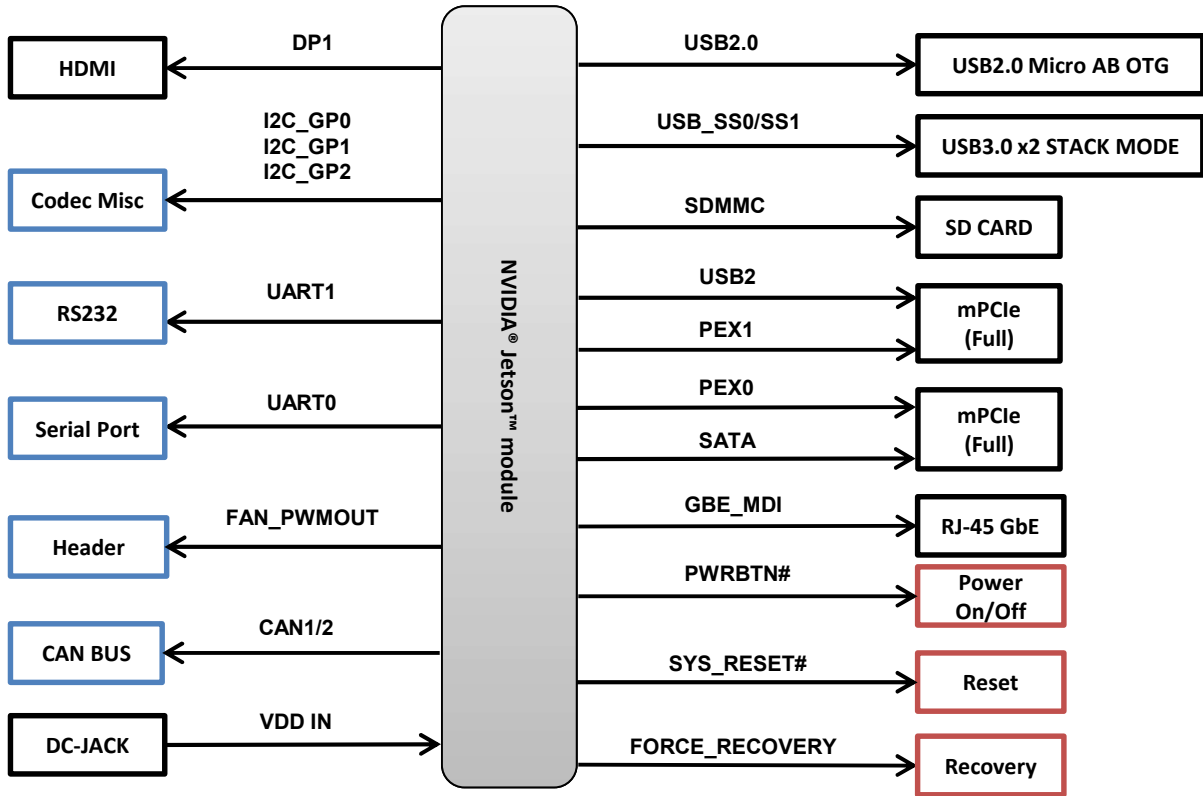 DP1
HDMI
I2C_GP0
I2C_GP1
I2C_GP2
Codec Misc
UART1
RS232
UART0
Serial Port
FAN_PWMOUT
Header
CAN1/2
CAN BUS
VDD IN
DC-JACK
NVIDIA® Jetson™ module
USB2.0
USB2.0 Micro AB OTG
USB_SS0/SS1
USB3.0 x2 STACK MODE
SDMMC
SD CARD
USB2
PEX1
mPCIe
(Full)
PEX0
SATA
mPCIe
(Full)
GBE_MDI
RJ-45 GbE
PWRBTN#
Power
On/Off
SYS_RESET#
Reset
FORCE_RECOVERY
Recovery